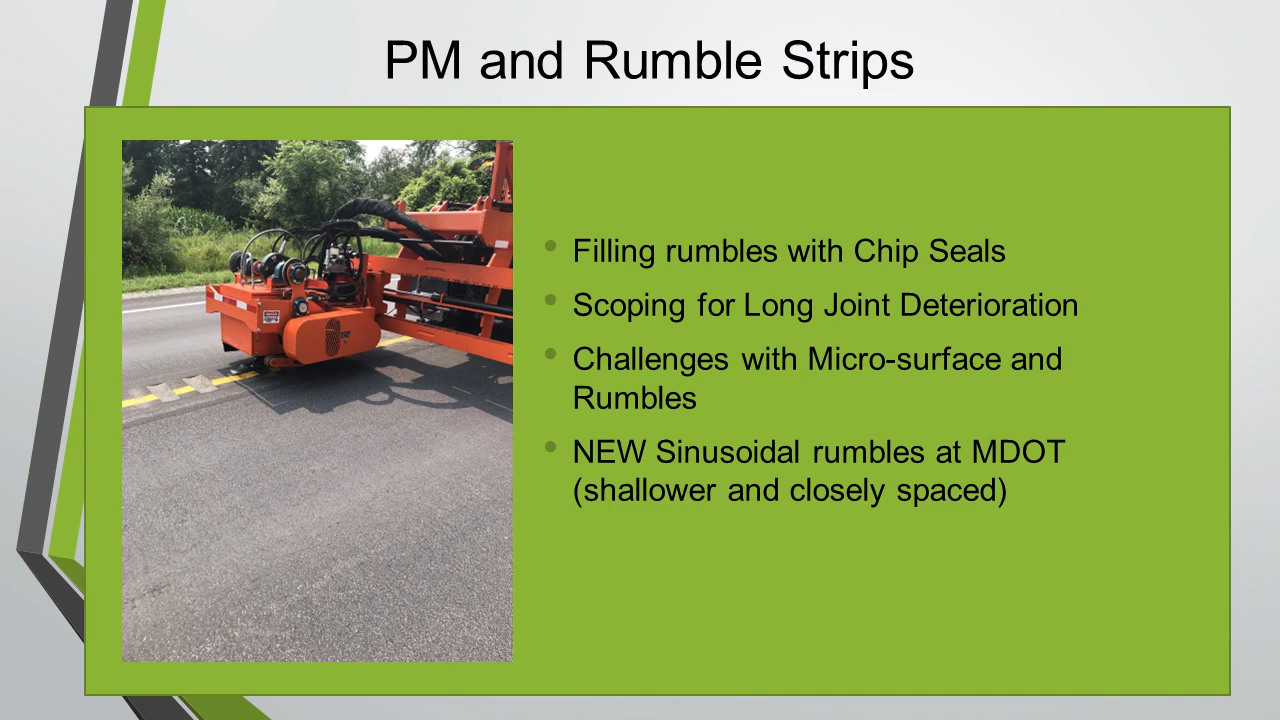 PM and Rumble Strips
• Filling rumbles with Chip Seals
• Scoping for Long Joint Deterioration
• Challenges with Micro-surface and
Rumbles
• NEW Sinusoidal rumbles at MDOT
(shallower and closely spaced)